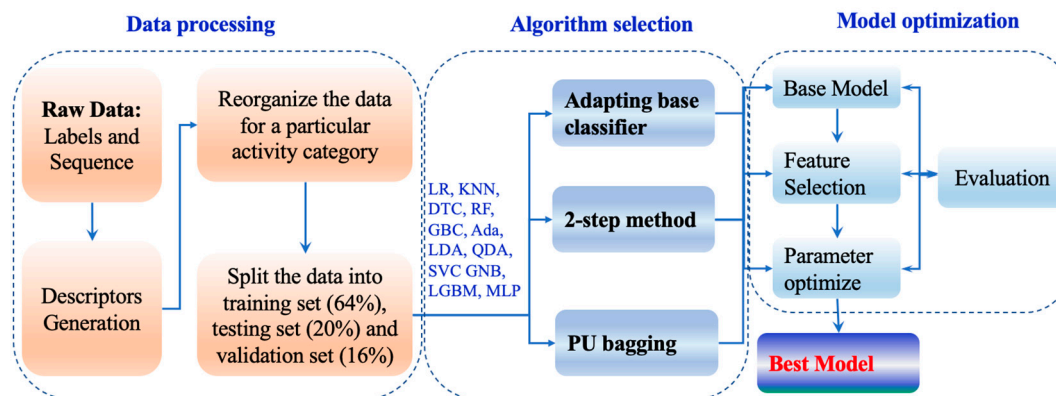 Data processing
Algorithm selection
Model optimization
Raw Data:
Labels and
Sequence
Descriptors
Generation
Reorganize the data
for a particular
activity category
Split the data into
training set (64%),
testing set (20%) and
validation set (16%)
LR, KNN,
DTC, RF,
GBC, Ada,
LDA, QDA,
SVC GNB,
LGBM, MLP
Adapting base
classifier
2-step method
PU bagging
Base Model
Feature
Selection
Parameter
optimize
Evaluation
Best Model